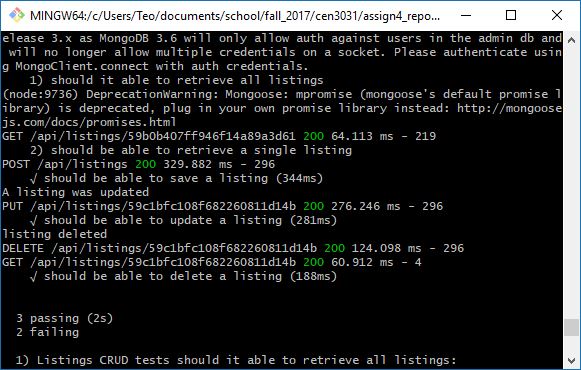 MINGW64:/c/Users/Teo/documents/school/fall_2017/cen3031/assign4_repo...
elease 3.x as MongoDB 3.6 will only allow auth against users in the admin db and
 will no longer allow multiple credentials on a socket. Please authenticate usin
g MongoClient.connect with auth credentials.
    1) should it able to retrieve all listings
(node:9736) DeprecationWarning: Mongoose: mpromise (mongoose's default promise l
ibrary) is deprecated, plug in your own promise library instead: http://mongoose
js.com/docs/promises.html
GET /api/listings/59b0b407ff946f14a89a3d61 200 64.113 ms - 219
    2) should be able to retrieve a single listing
POST /api/listings 200 329.882 ms - 296
    √ should be able to save a listing (344ms)
A listing was updated
PUT /api/listings/59c1bfc108f682260811d14b 200 276.246 ms - 296
    √ should be able to update a listing (281ms)
listing deleted
DELETE /api/listings/59c1bfc108f682260811d14b 200 124.098 ms - 296
GET /api/listings/59c1bfc108f682260811d14b 200 60.912 ms - 4
    √ should be able to delete a listing (188ms)
  3 passing (2s)
  2 failing
  1) Listings CRUD tests should it able to retrieve all listings: